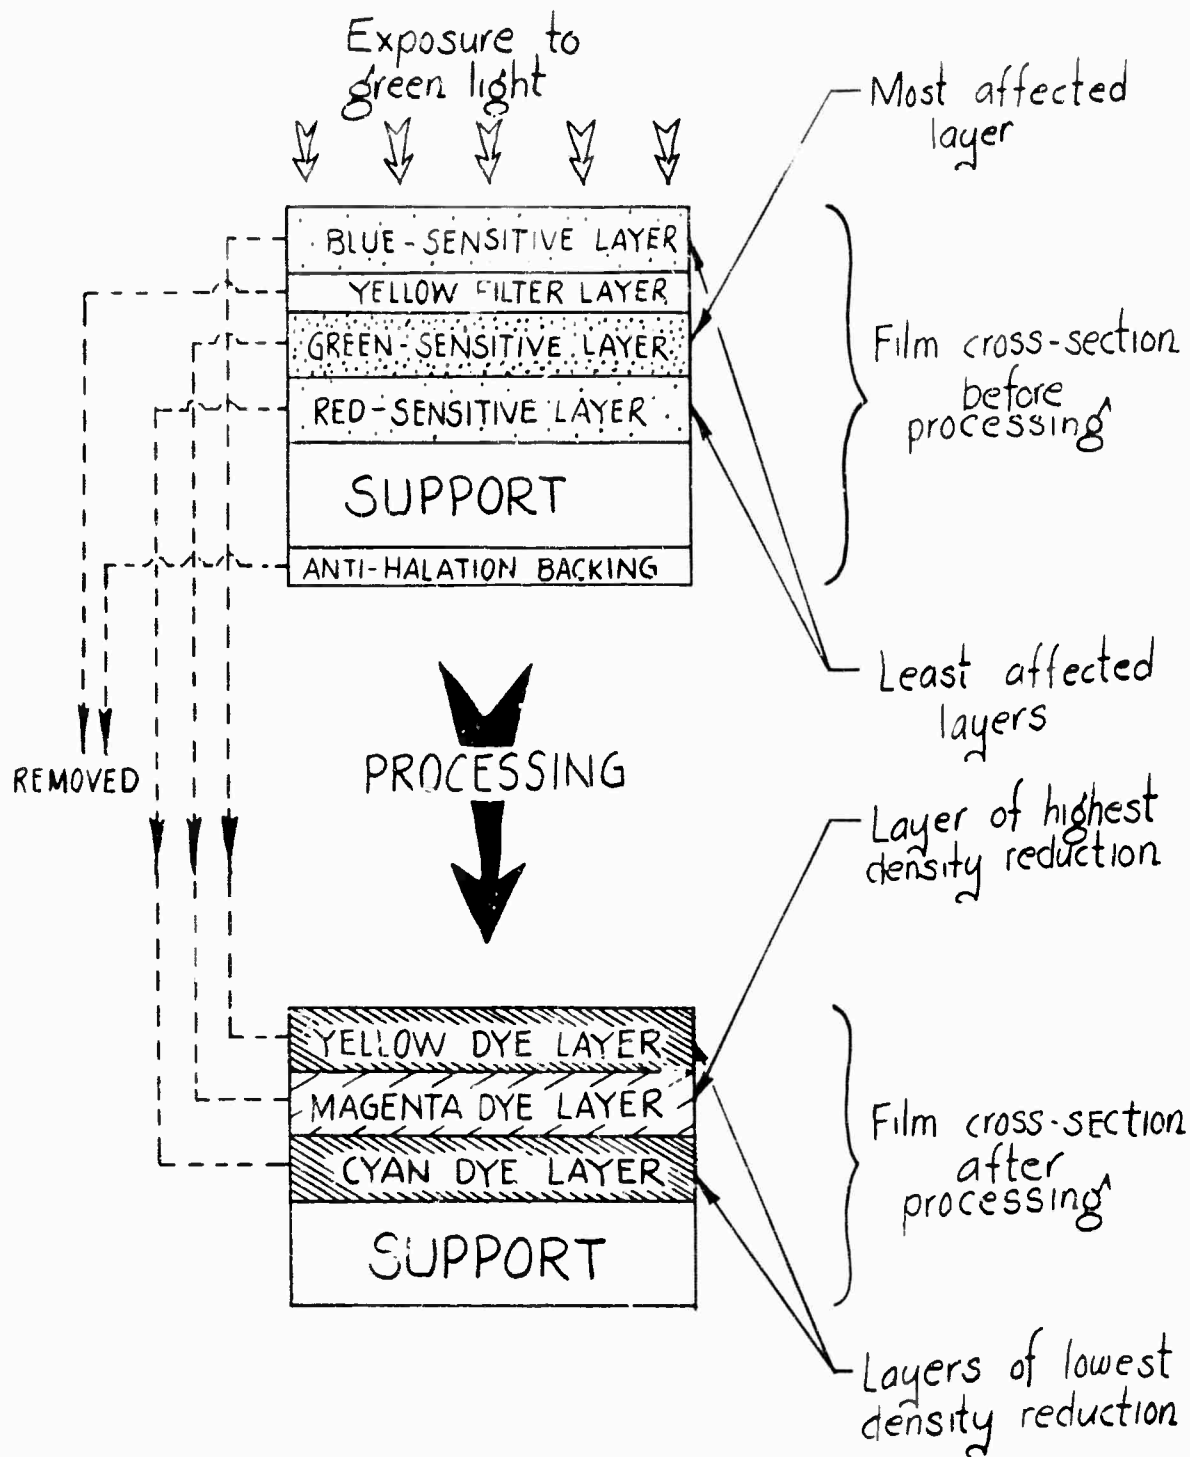 Exposure to
green light
Most affected
layer
BLUE-SENSITIVE LAYER
YELLOW FILTER LAYER
GREEN-SENSITIVE LAYER
RED-SENSITIVE LAYER
SUPPORT
ANTI-HALATION BACKING
Film cross-section
before
processing
Least affected
layers
REMOVED
PROCESSING
Layer of highest
density reduction
YELLOW DYE LAYER
MAGENTA DYE LAYER
CYAN DYE LAYER
SUPPORT
Film cross-SECTION
after
processing
Layers of lowest
density reduction